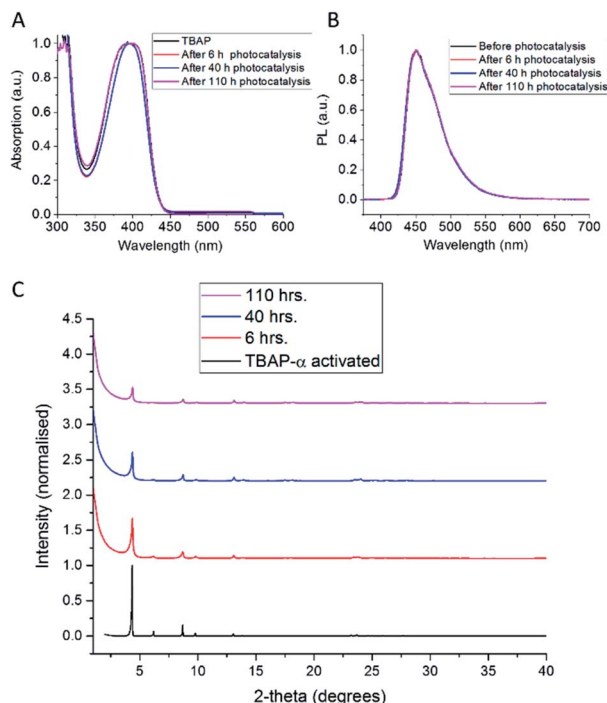 A
TBAP
After 6 h photocatalysis
After 40 h photocatalysis
After 110 h photocatalysis
Absorption (a.u.)
1.0
0.8
0.6
0.4
0.2
0.0
300 350 400 450 500 550 600
Wavelength (nm)
B
Before photocatalysis
After 6 h photocatalysis
After 40 h photocatalysis
After 110 h photocatalysis
PL (a.u.)
1.0
0.8
0.6
0.4
0.2
0.0
400 450 500 550 600 650 700
Wavelength (nm)
C
110 hrs.
40 hrs.
6 hrs.
TBAP-α activated
Intensity (normalised)
4.5
4.0
3.5
3.0
2.5
2.0
1.5
1.0
0.5
0.0
5 10 15 20 25 30 35 40
2-theta (degrees)